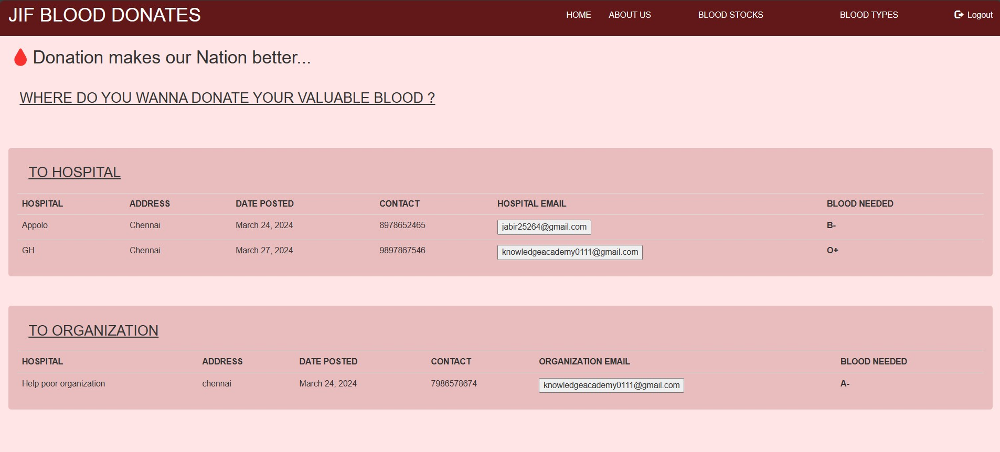 JIF BLOOD DONATES HOME ABOUT US BLOOD STOCKS BLOOD TYPES Logout
Donation makes our Nation better...
WHERE DO YOU WANNA DONATE YOUR VALUABLE BLOOD ?
TO HOSPITAL
HOSPITAL ADDRESS DATE POSTED CONTACT HOSPITAL EMAIL BLOOD NEEDED
Appolo Chennai March 24, 2024 8978652465 jabir25264@gmail.com B-
GH Chennai March 27, 2024 9897867546 knowledgeacademy0111@gmail.com O+
TO ORGANIZATION
HOSPITAL ADDRESS DATE POSTED CONTACT ORGANIZATION EMAIL BLOOD NEEDED
Help poor organization chennai March 24, 2024 7986578674 knowledgeacademy0111@gmail.com A-